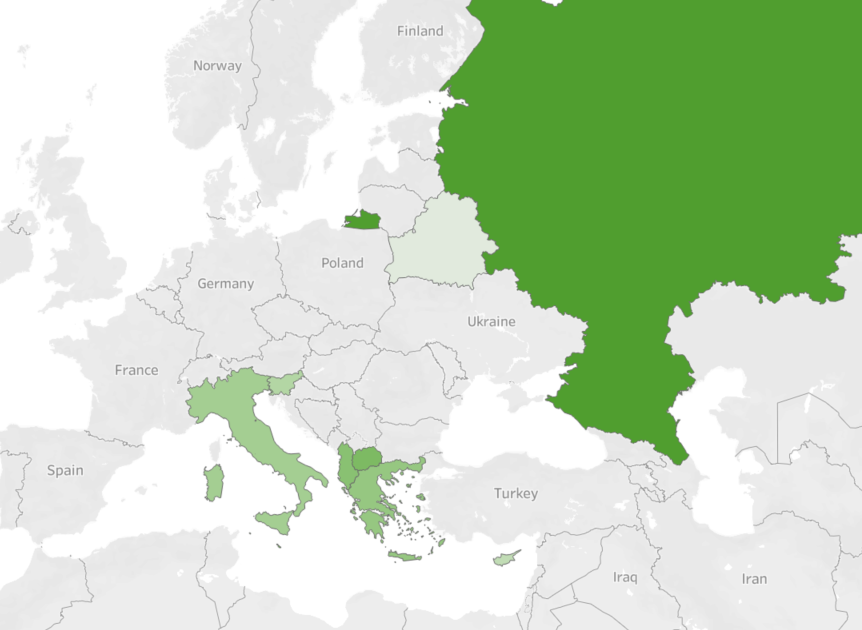 Finland
Norway
Poland
Germany
Ukraine
France
Spain
Turkey
Iraq
Iran